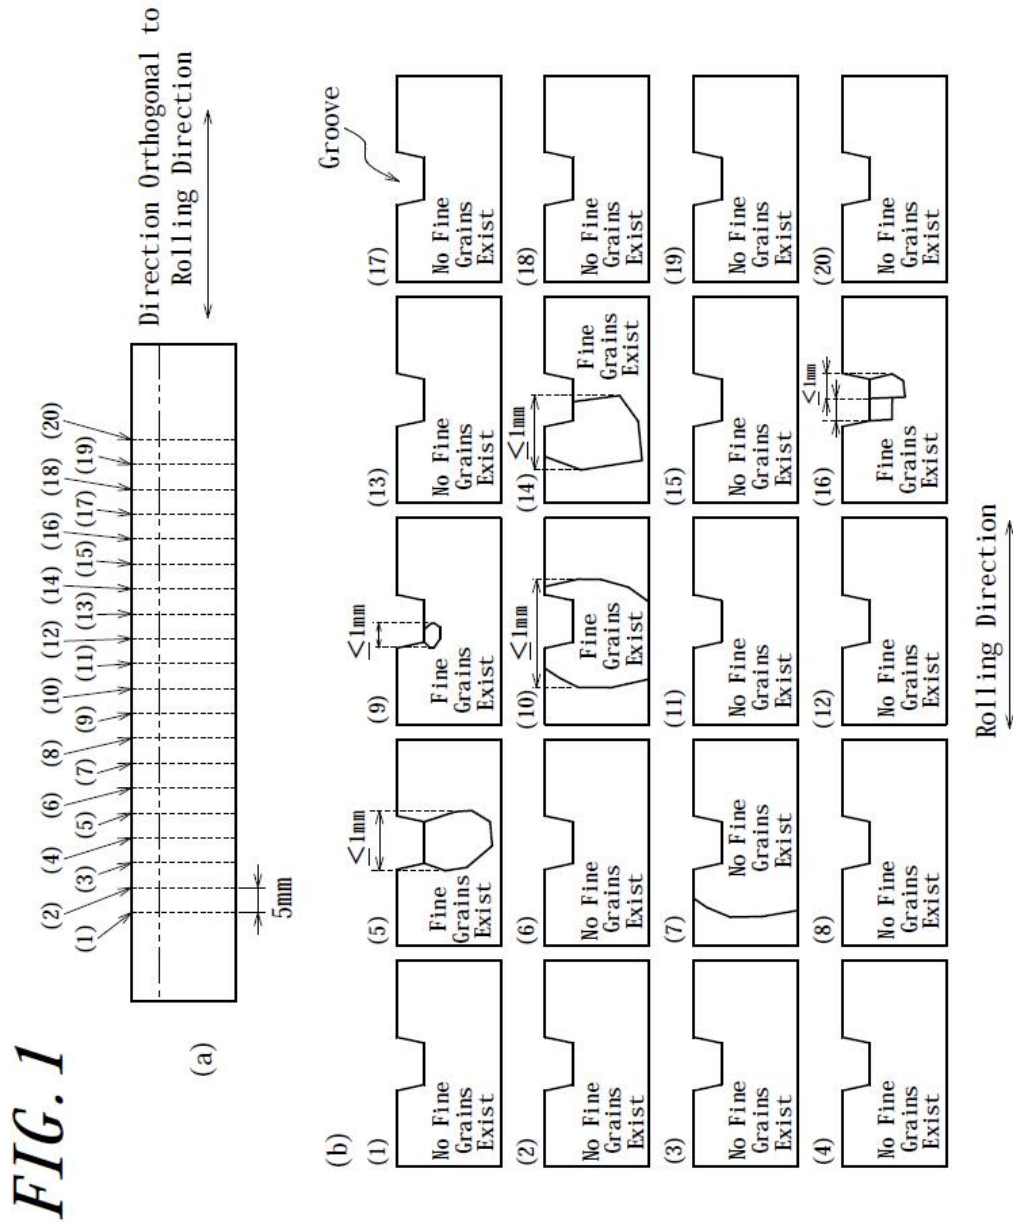 FIG. 1
(a)
(1)
(2)
(3)
(4)
(5)
(6)
(7)
(8)
(9)
(10)
(11)
(12)
(13)
(14)
(15)
(16)
(17)
(18)
(19)
(20)
5mm
Direction Orthogonal to
Rolling Direction
(b)
(1)
No Fine
Grains
Exist
(5)
≤1mm
Fine
Grains
Exist
(9)
≤1mm
Fine
Grains
Exist
(13)
No Fine
Grains
Exist
(17)
Groove
No Fine
Grains
Exist
(2)
No Fine
Grains
Exist
(6)
No Fine
Grains
Exist
(10)
≤1mm
Fine
Grains
Exist
(14)
≤1mm
Fine
Grains
Exist
(18)
No Fine
Grains
Exist
(3)
No Fine
Grains
Exist
(7)
No Fine
Grains
Exist
(11)
No Fine
Grains
Exist
(15)
No Fine
Grains
Exist
(19)
No Fine
Grains
Exist
(4)
No Fine
Grains
Exist
(8)
No Fine
Grains
Exist
(12)
No Fine
Grains
Exist
(16)
≤1mm
Fine
Grains
Exist
(20)
No Fine
Grains
Exist
Rolling Direction